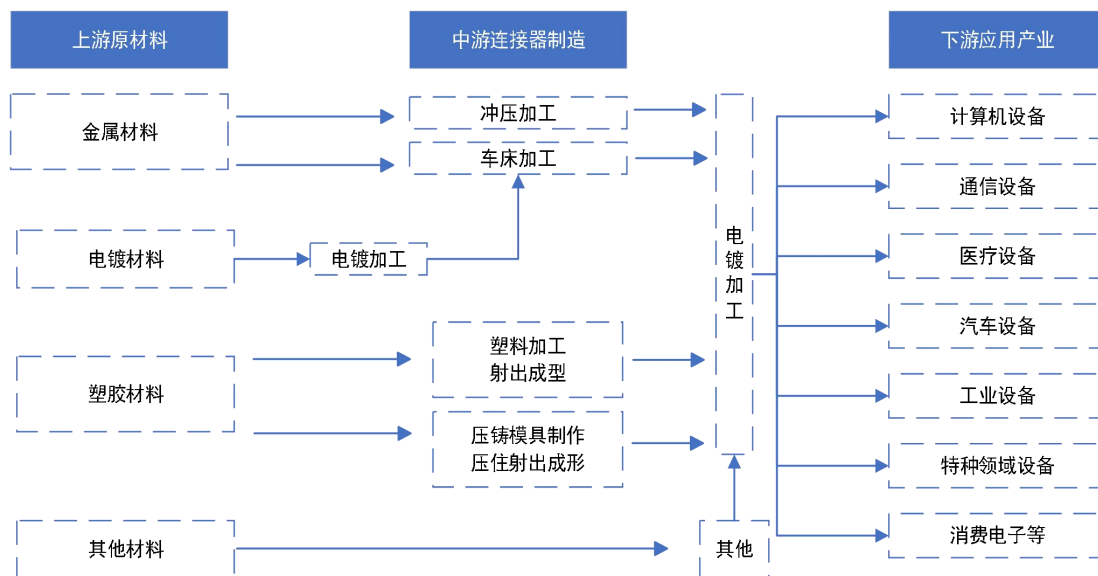 上游原材料
中游连接器制造
下游应用产业
金属材料
冲压加工
车床加工
电镀材料
电镀加工
塑胶材料
塑料加工
射出成型
压铸模具制作
压住射出成形
其他材料
其他
电镀加工
计算机设备
通信设备
医疗设备
汽车设备
工业设备
特种领域设备
消费电子等